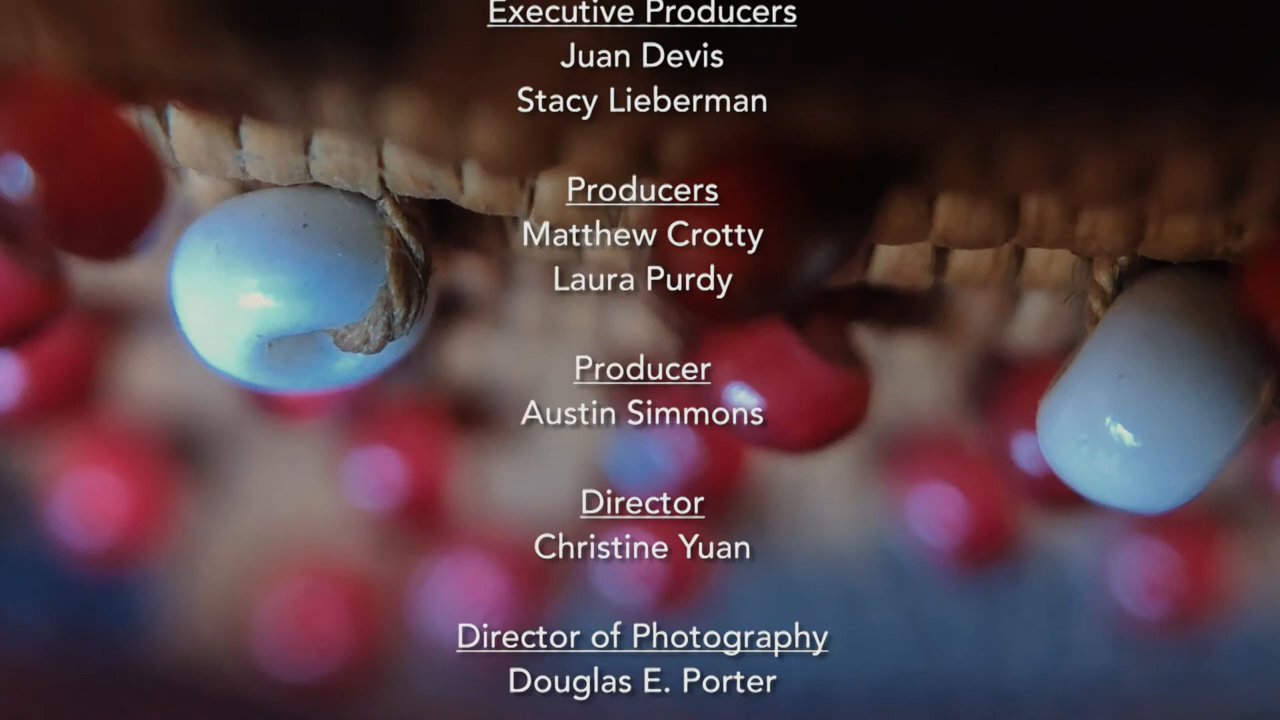 Executive Producers
Juan Devis
Stacy Lieberman
Producers
Matthew Crotty
Laura Purdy
Producer
Austin Simmons
Director
Christine Yuan
Director of Photography
Douglas E. Porter